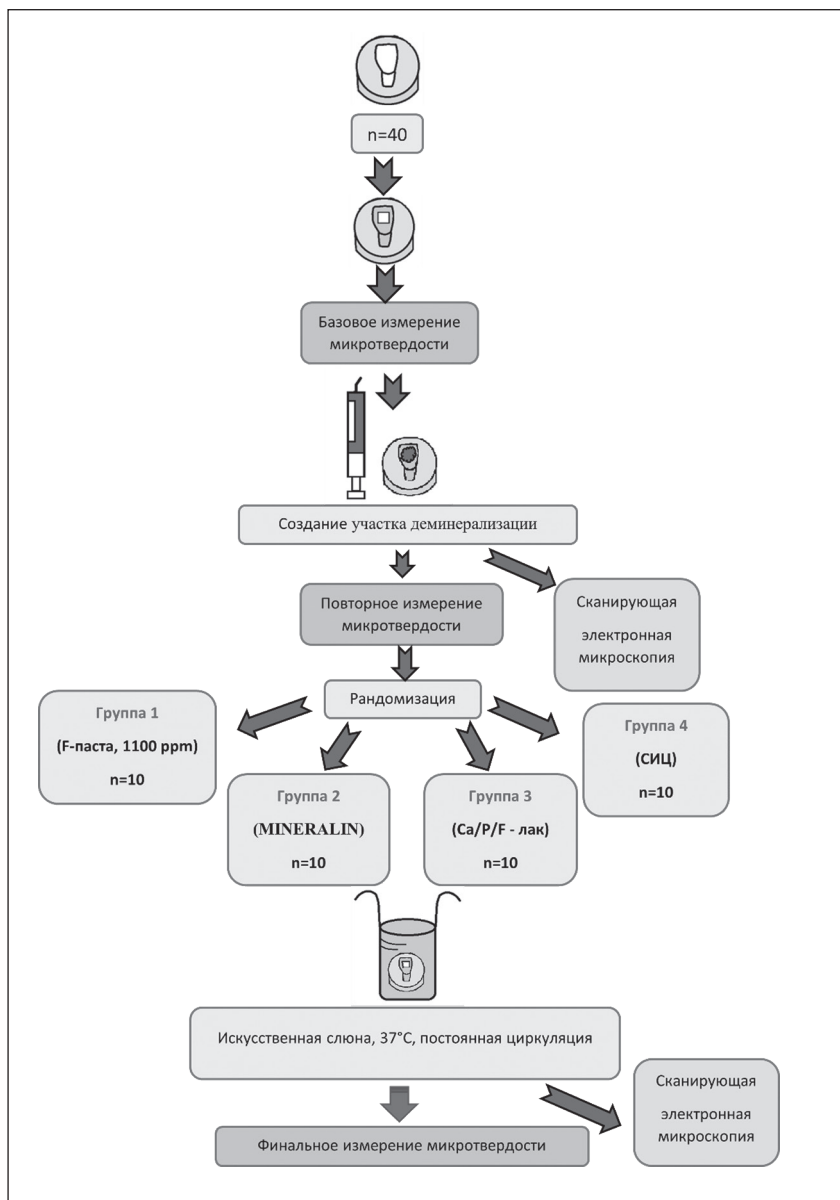 n=40
Базовое измерение
микротвердости
Создание участка деминерализации
Повторное измерение
микротвердости
Сканирующая
электронная
микроскопия
Рандомизация
Группа 1
(F-паста, 1100 ppm)
n=10
Группа 2
(MINERALIN)
n=10
Группа 3
(Ca/P/F - лак)
n=10
Группа 4
(СИЦ)
n=10
Искусственная слюна, 37°C, постоянная циркуляция
Сканирующая
электронная
микроскопия
Финальное измерение микротвердости